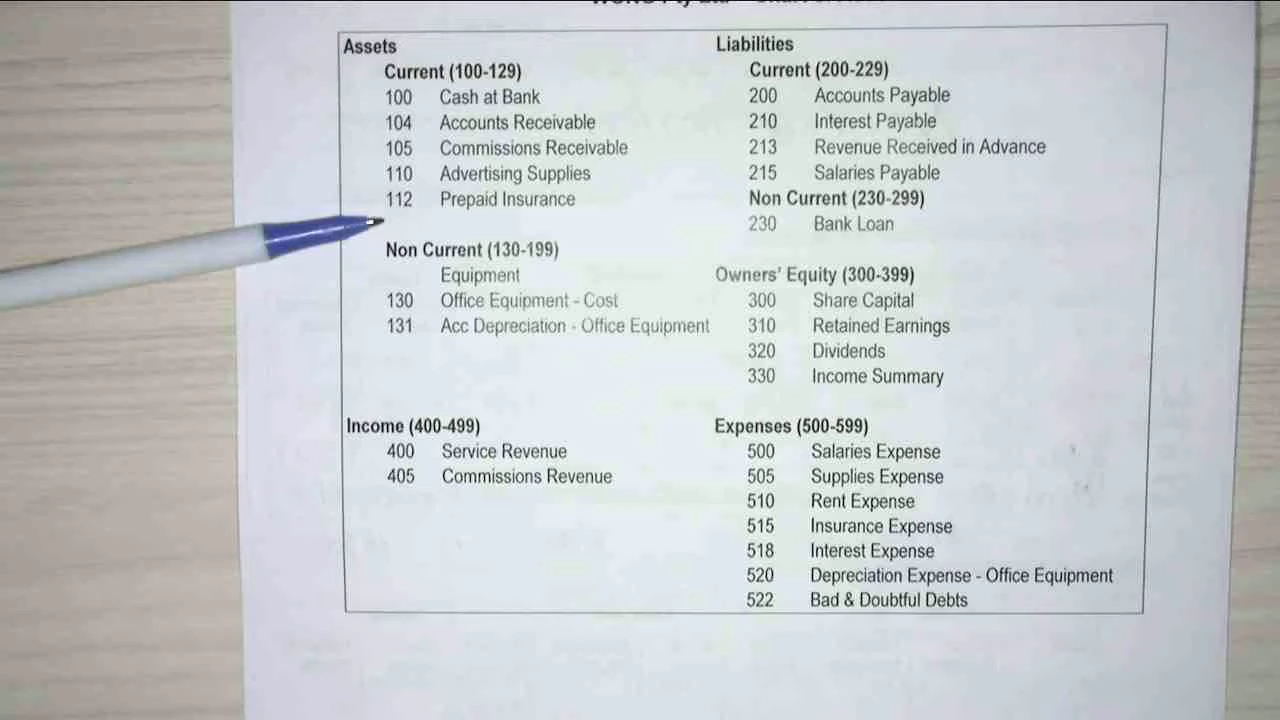 Assets
Current (100-129)
100 Cash at Bank
104 Accounts Receivable
105 Commissions Receivable
110 Advertising Supplies
112 Prepaid Insurance
Non Current (130-199)
Equipment
130 Office Equipment - Cost
131 Acc Depreciation - Office Equipment
Liabilities
Current (200-229)
200 Accounts Payable
210 Interest Payable
213 Revenue Received in Advance
215 Salaries Payable
Non Current (230-299)
230 Bank Loan
Owners' Equity (300-399)
300 Share Capital
310 Retained Earnings
320 Dividends
330 Income Summary
Income (400-499)
400 Service Revenue
405 Commissions Revenue
Expenses (500-599)
500 Salaries Expense
505 Supplies Expense
510 Rent Expense
515 Insurance Expense
518 Interest Expense
520 Depreciation Expense - Office Equipment
522 Bad & Doubtful Debts